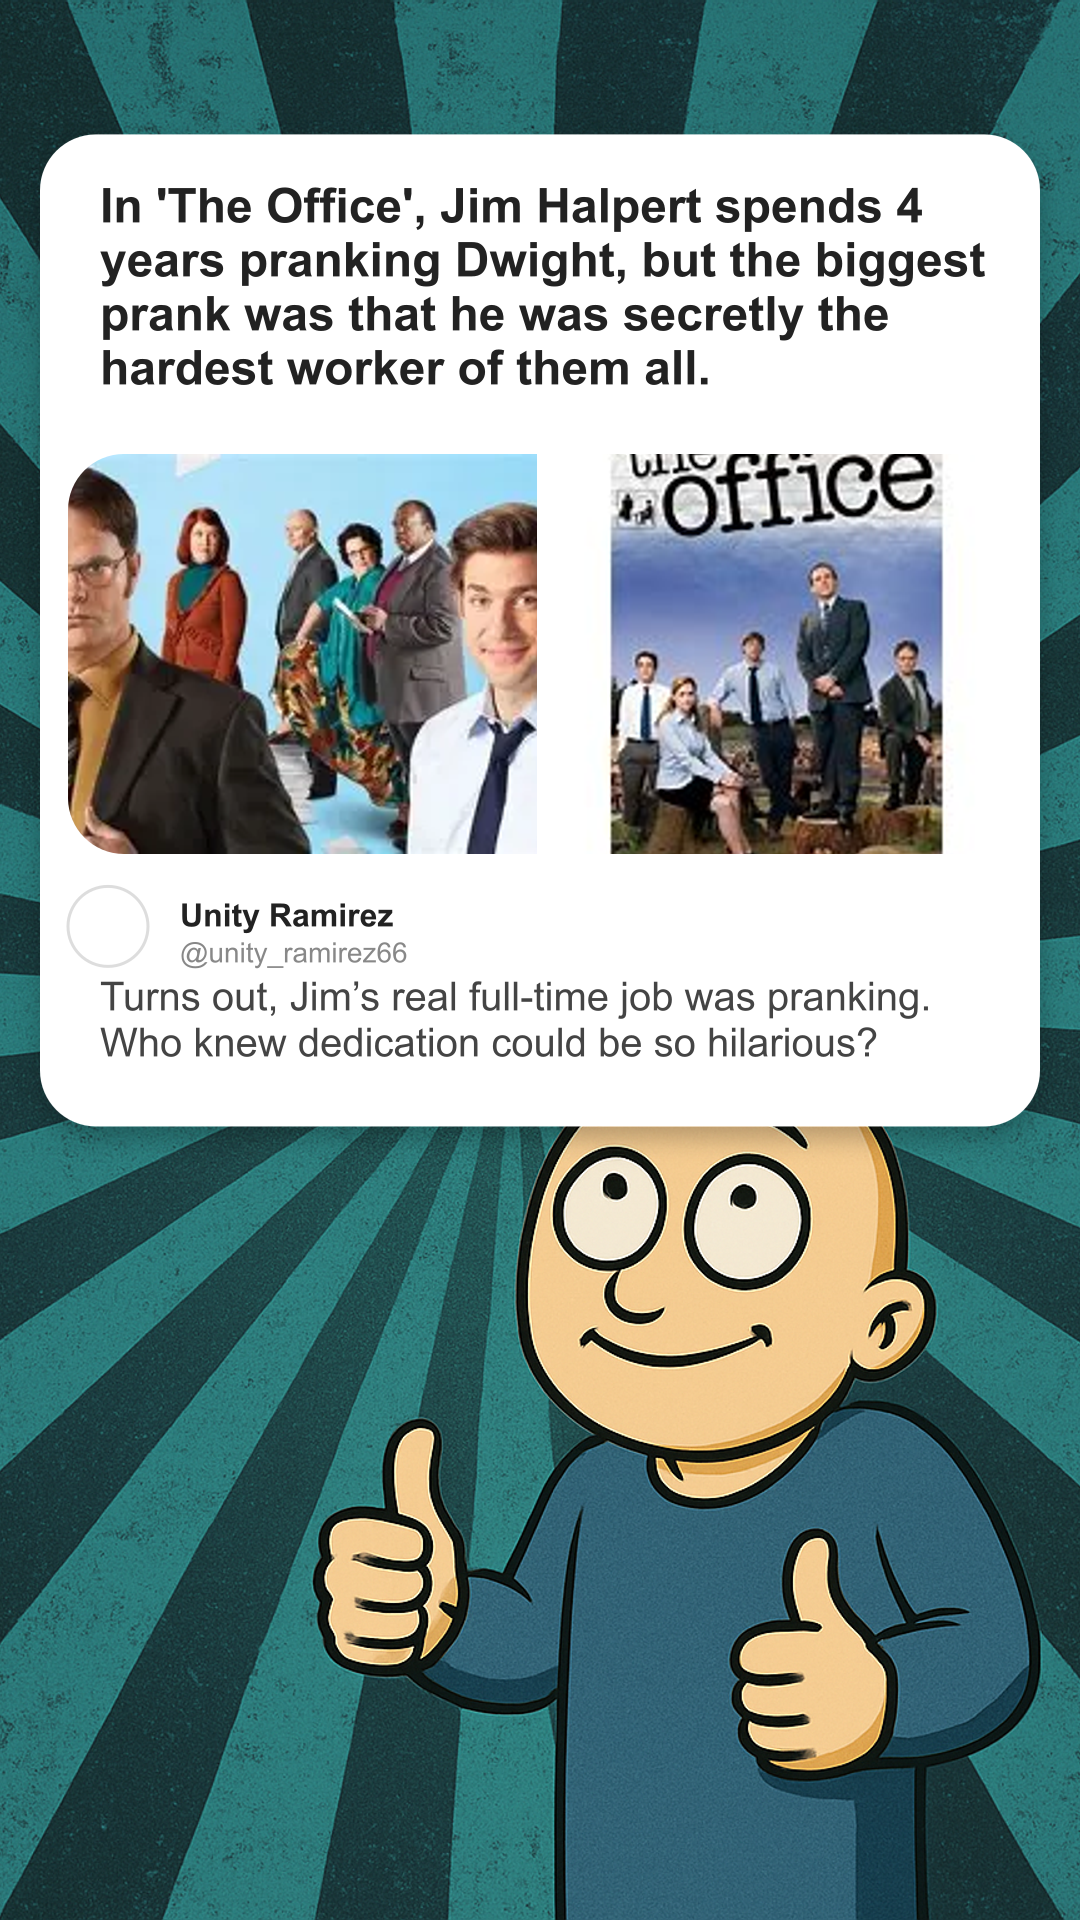 In 'The Office', Jim Halpert spends 4
years pranking Dwight, but the biggest
prank was that he was secretly the
hardest worker of them all.
the office
Unity Ramirez
@unity_ramirez66
Turns out, Jim’s real full-time job was pranking.
Who knew dedication could be so hilarious?